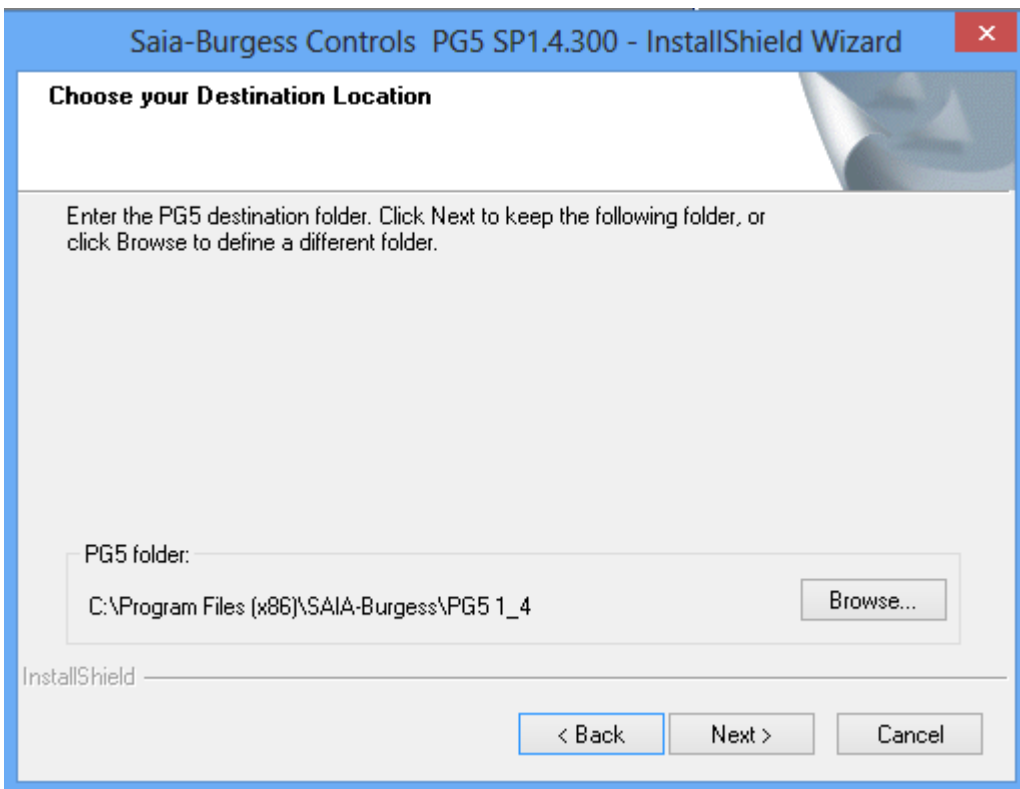 Saia-Burgess Controls  PG5 SP1.4.300 - InstallShield Wizard
Choose your Destination Location
Enter the PG5 destination folder. Click Next to keep the following folder, or
click Browse to define a different folder.
PG5 folder:
C:\Program Files (x86)\SAIA-Burgess\PG5 1_4
Browse...
InstallShield
< Back
Next >
Cancel